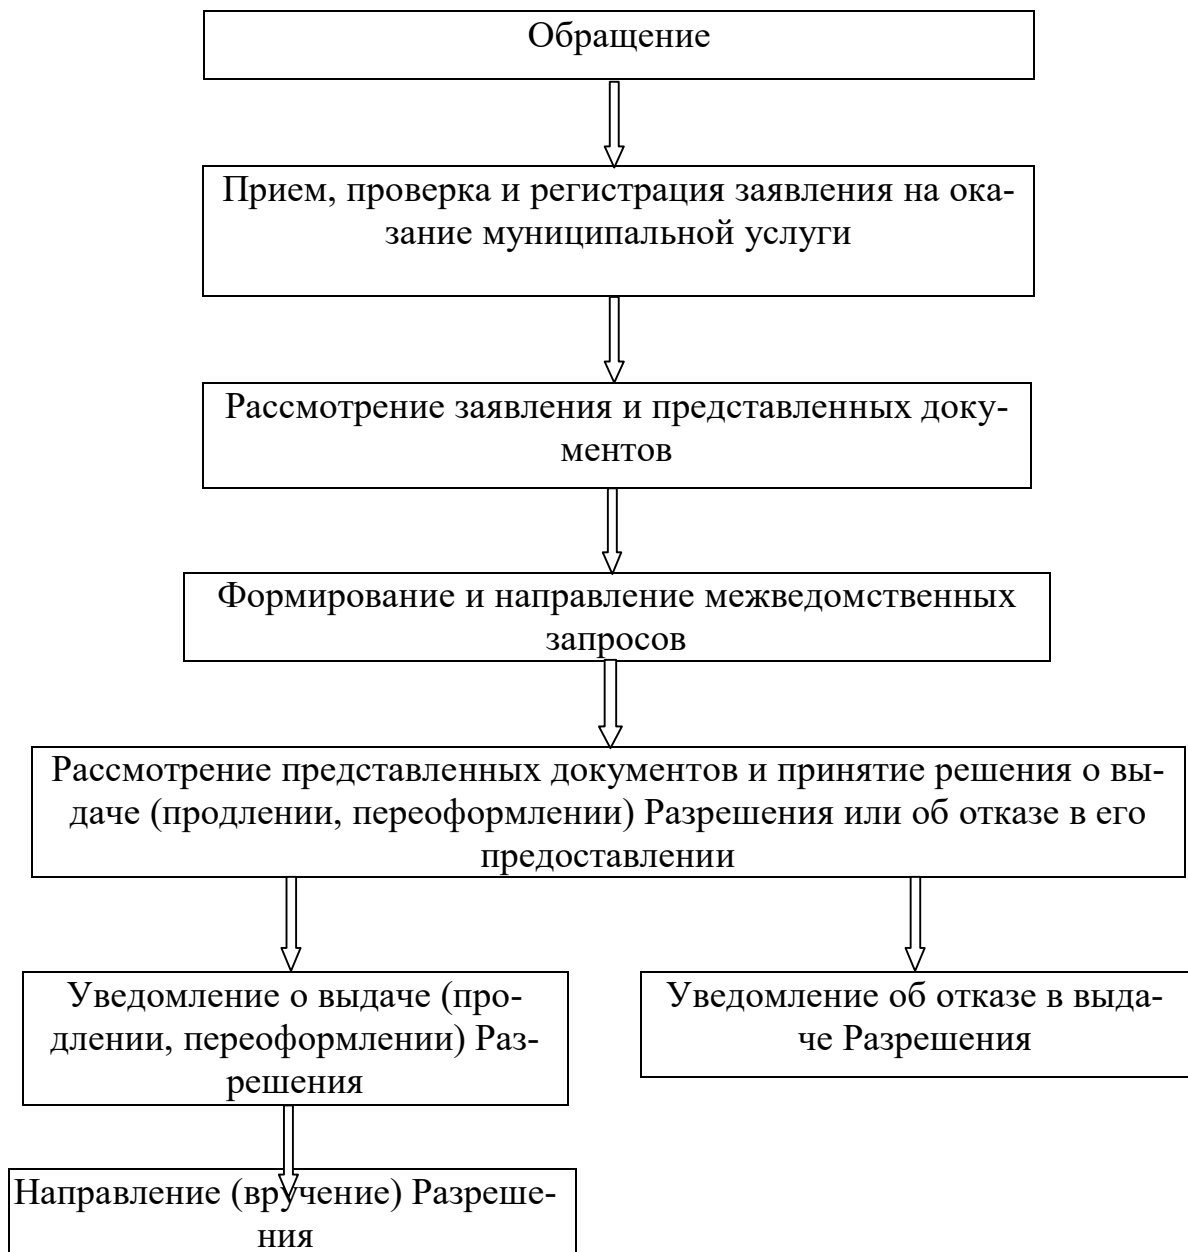 Обращение
Прием, проверка и регистрация заявления на ока-
зание муниципальной услуги
Рассмотрение заявления и представленных доку-
ментов
Формирование и направление межведомственных
запросов
Рассмотрение представленных документов и принятие решения о вы-
даче (продлении, переоформлении) Разрешения или об отказе в его
предоставлении
Уведомление о выдаче (про-
длении, переоформлении) Раз-
решения
Уведомление об отказе в выда-
че Разрешения
Направление (вручение) Разреше-
ния